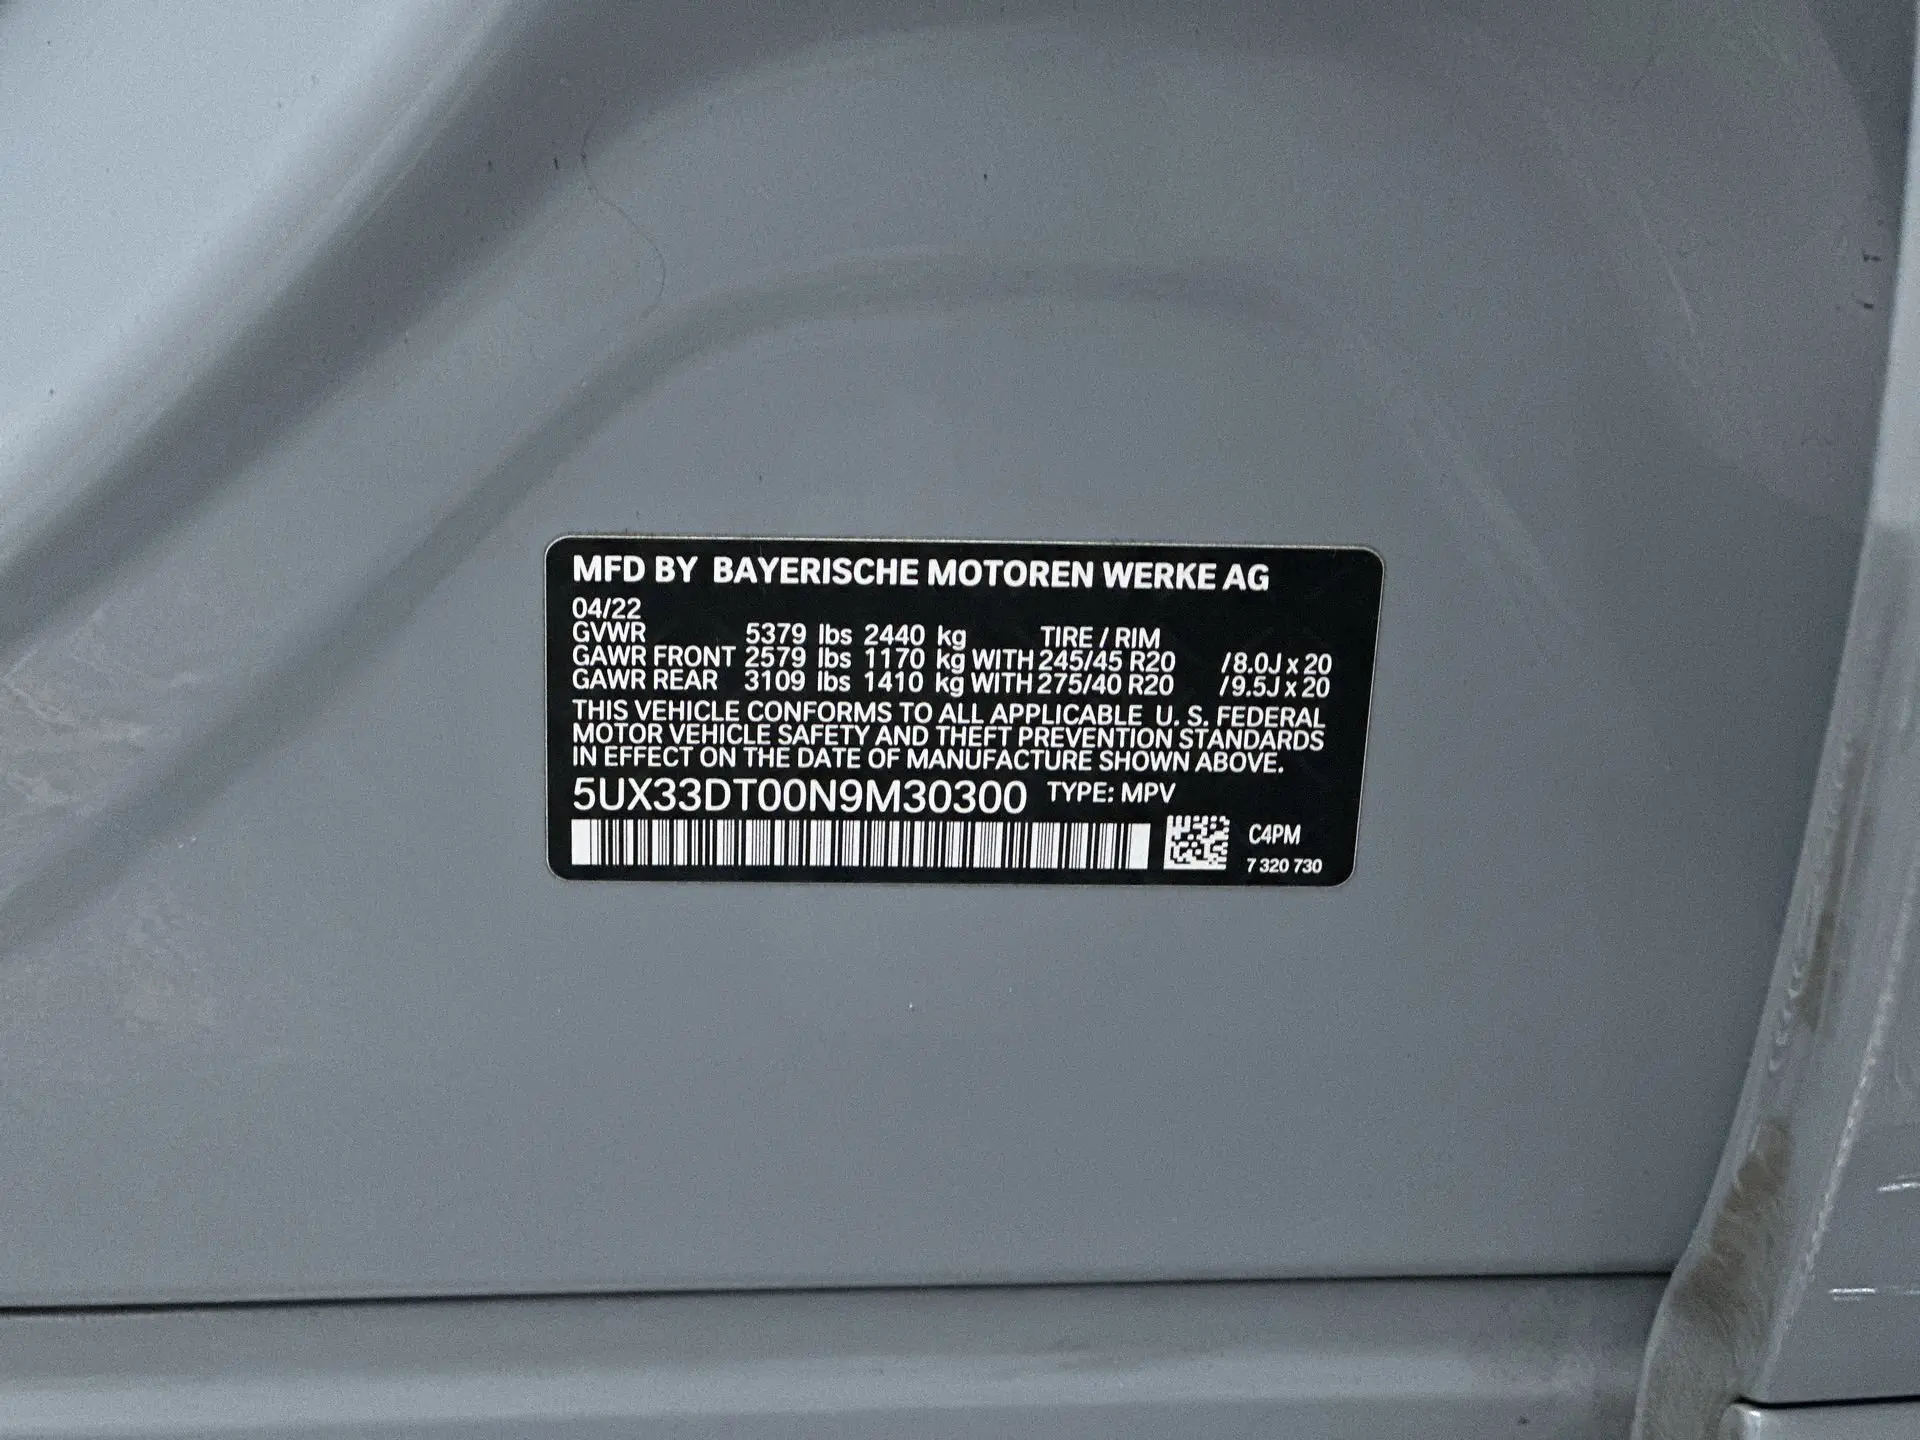 MFD BY BAYERISCHE MOTOREN WERKE AG
04/22
GVWR 5379 lbs 2440 kg TIRE / RIM
GAWR FRONT 2579 lbs 1170 kg WITH 245/45 R20 /8.0J x 20
GAWR REAR 3109 lbs 1410 kg WITH 275/40 R20 /9.5J x 20
THIS VEHICLE CONFORMS TO ALL APPLICABLE U. S. FEDERAL
MOTOR VEHICLE SAFETY AND THEFT PREVENTION STANDARDS
IN EFFECT ON THE DATE OF MANUFACTURE SHOWN ABOVE.
5UX33DT00N9M30300 TYPE: MPV
C4PM
7 320 730